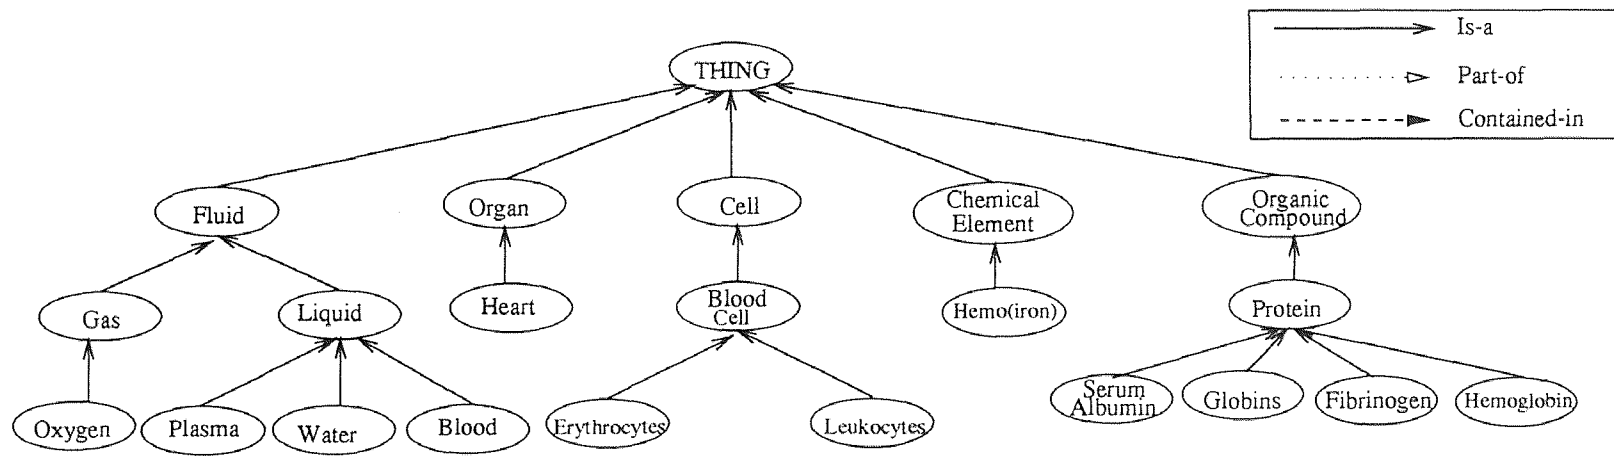 Is-a
THING
Part-of
Contained-in
Fluid
Organ
Cell
Chemical
Element
Organic
Compound
Gas
Liquid
Heart
Blood
Cell
Hemo(iron)
Protein
Oxygen
Plasma
Water
Blood
Erythrocytes
Leukocytes
Serum
Albumin
Globins
Fibrinogen
Hemoglobin